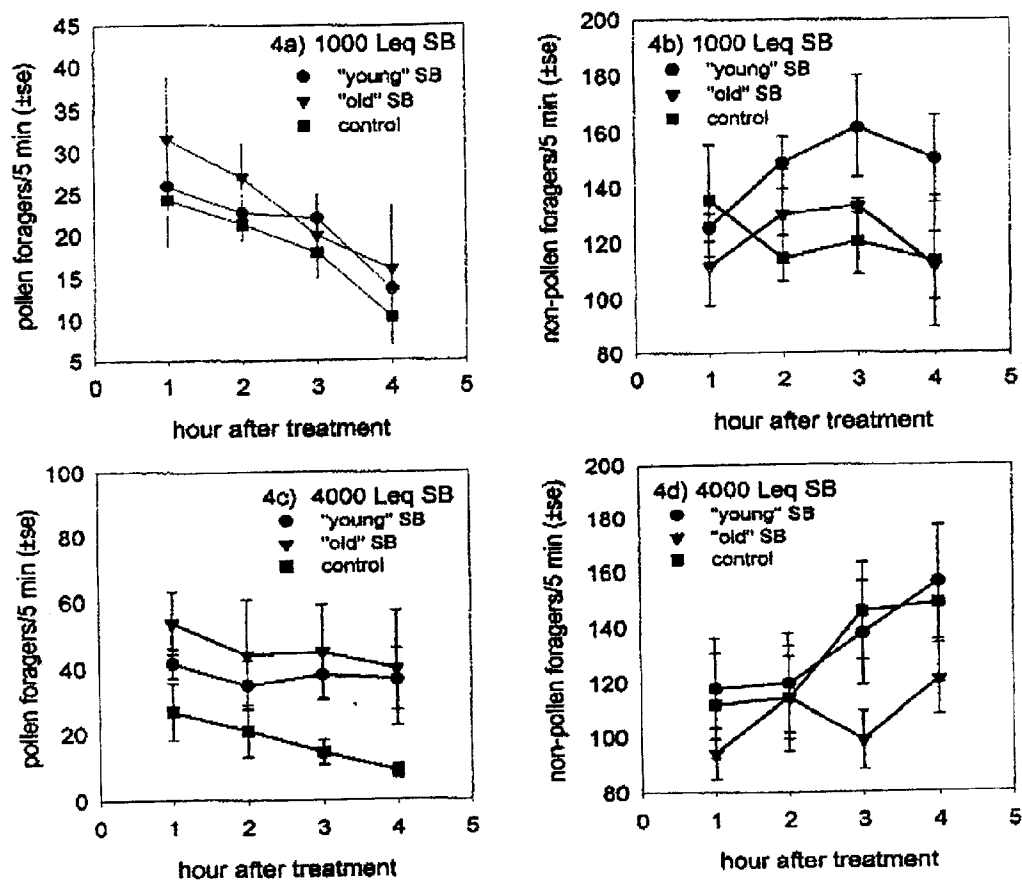 4a) 1000 Leq SB
"young" SB
"old" SB
control
pollen foragers/5 min (±se)
45
40
35
30
25
20
15
10
5
0 1 2 3 4 5
hour after treatment
4b) 1000 Leq SB
"young" SB
"old" SB
control
non-pollen foragers/5 min (±se)
200
180
160
140
120
100
80
0 1 2 3 4 5
hour after treatment
4c) 4000 Leq SB
"young" SB
"old" SB
control
pollen foragers/5 min (±se)
100
80
60
40
20
0
0 1 2 3 4 5
hour after treatment
4d) 4000 Leq SB
"young" SB
"old" SB
control
non-pollen foragers/5 min (±se)
200
180
160
140
120
100
80
0 1 2 3 4 5
hour after treatment